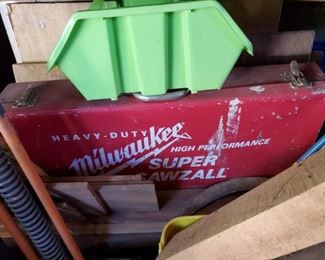 HEAVY-DUTY
Milwaukee
HIGH PERFORMANCE
SUPER
SAWZALL